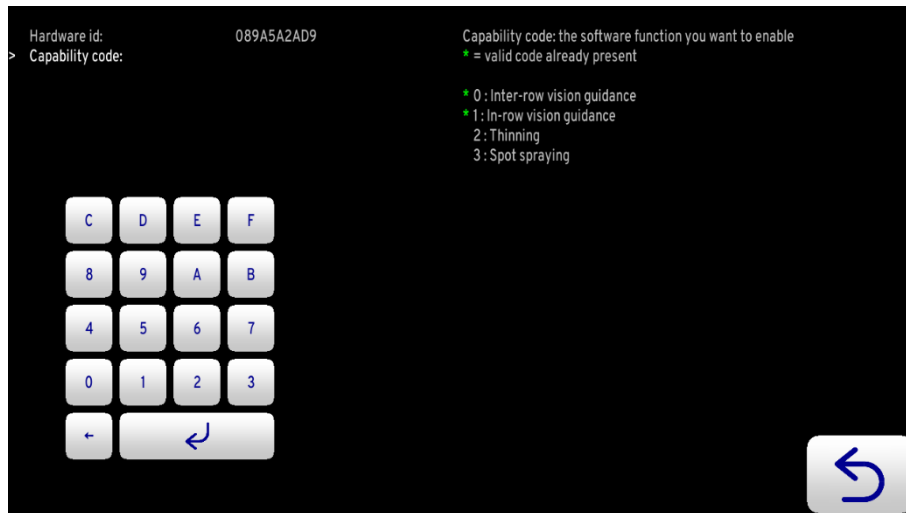 Hardware id: 089A5A2AD9
> Capability code:
Capability code: the software function you want to enable
* = valid code already present
* 0 : Inter-row vision guidance
* 1 : In-row vision guidance
2 : Thinning
3 : Spot spraying
C D E F
8 9 A B
4 5 6 7
0 1 2 3
←